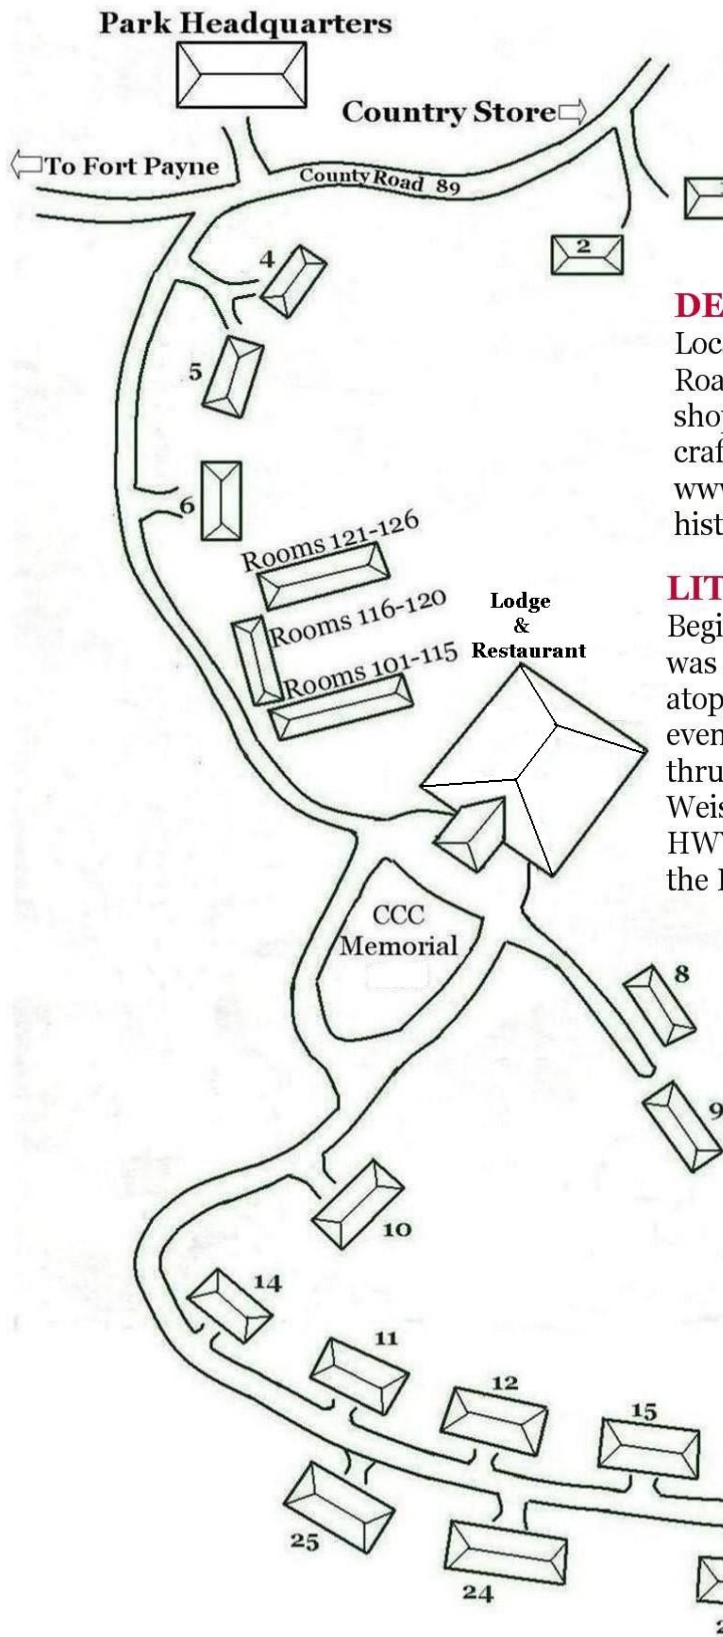 Park Headquarters
Country Store
To Fort Payne
County Road 89
2
4
5
6
Rooms 121-126
Rooms 116-120
Rooms 101-115
Lodge
&
Restaurant
CCC
Memorial
8
9
10
14
11
12
15
25
24
DE
Loc
Roa
sho
craf
www
hist
LIT
Begi
was
atop
even
thru
Weis
HWY
the